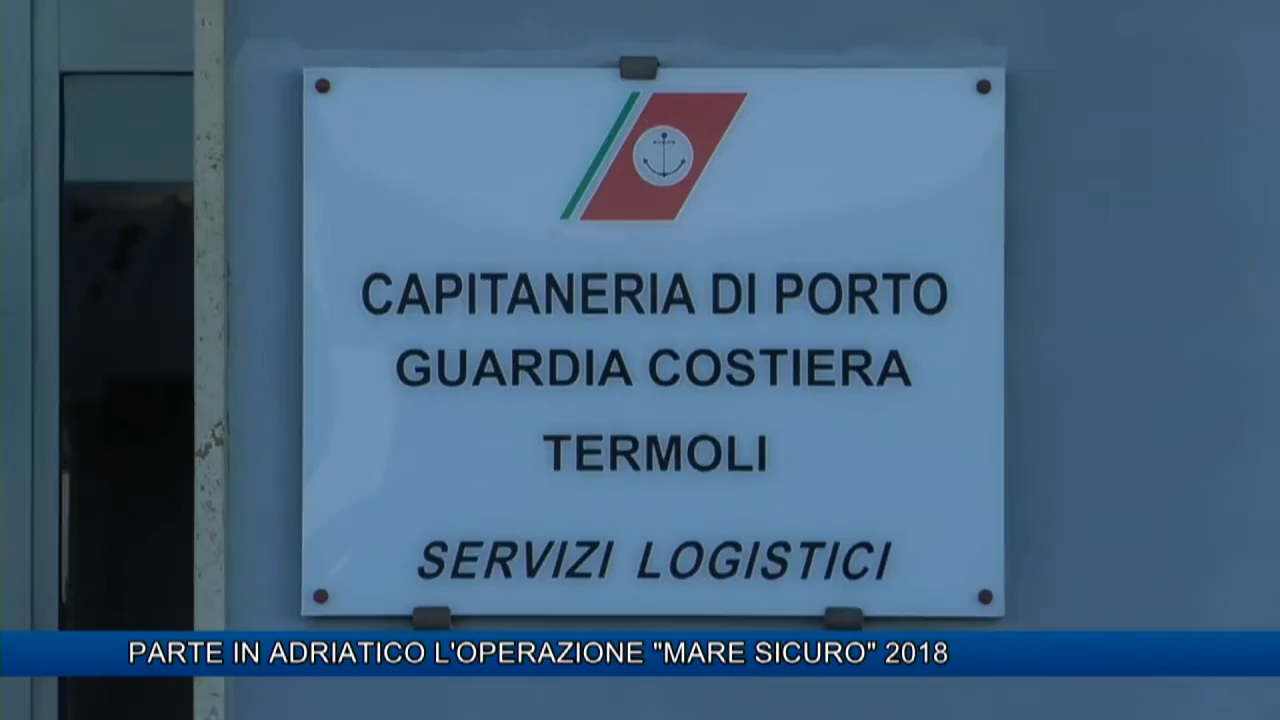 CAPITANERIA DI PORTO
GUARDIA COSTIERA
TERMOLI
SERVIZI LOGISTICI
PARTE IN ADRIATICO L'OPERAZIONE "MARE SICURO" 2018